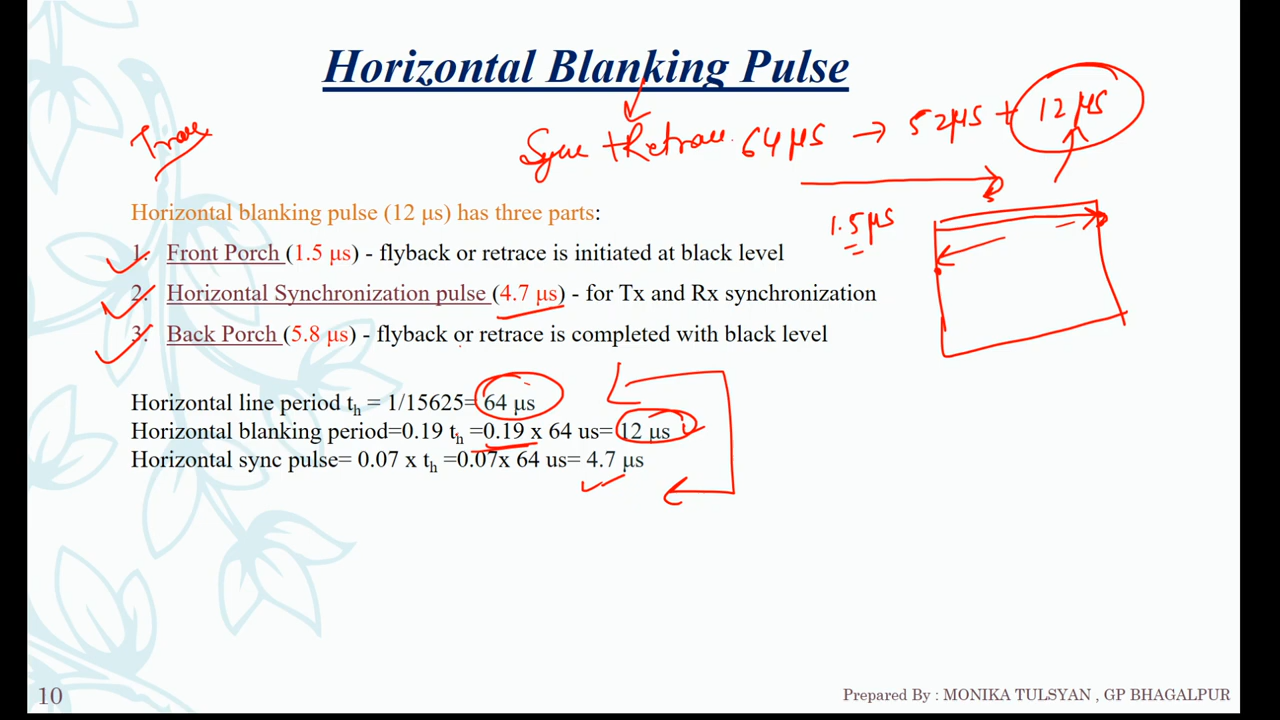 Horizontal Blanking Pulse
Trace
Sync + Retrace 64 μs → 52 μs + 12 μs
1.5 μs
Horizontal blanking pulse (12 μs) has three parts:
1. Front Porch (1.5 μs) - flyback or retrace is initiated at black level
2. Horizontal Synchronization pulse (4.7 μs) - for Tx and Rx synchronization
3. Back Porch (5.8 μs) - flyback or retrace is completed with black level
Horizontal line period th = 1/15625= 64 μs
Horizontal blanking period=0.19 th =0.19 x 64 us= 12 μs
Horizontal sync pulse= 0.07 x th =0.07x 64 us= 4.7 μs
10
Prepared By : MONIKA TULSYAN , GP BHAGALPUR